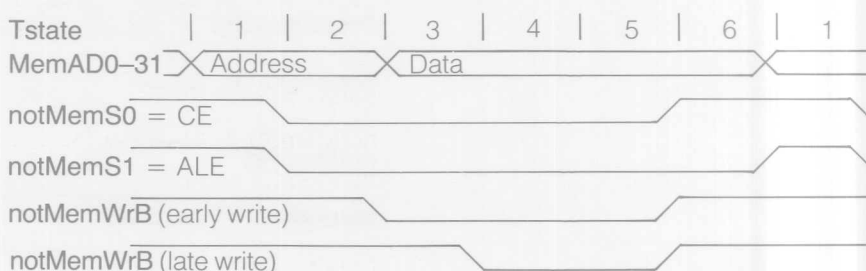 Tstate | 1 | 2 | 3 | 4 | 5 | 6 | 1
MemAD0–31 Address Data
notMemS0 = CE
notMemS1 = ALE
notMemWrB (early write)
notMemWrB (late write)